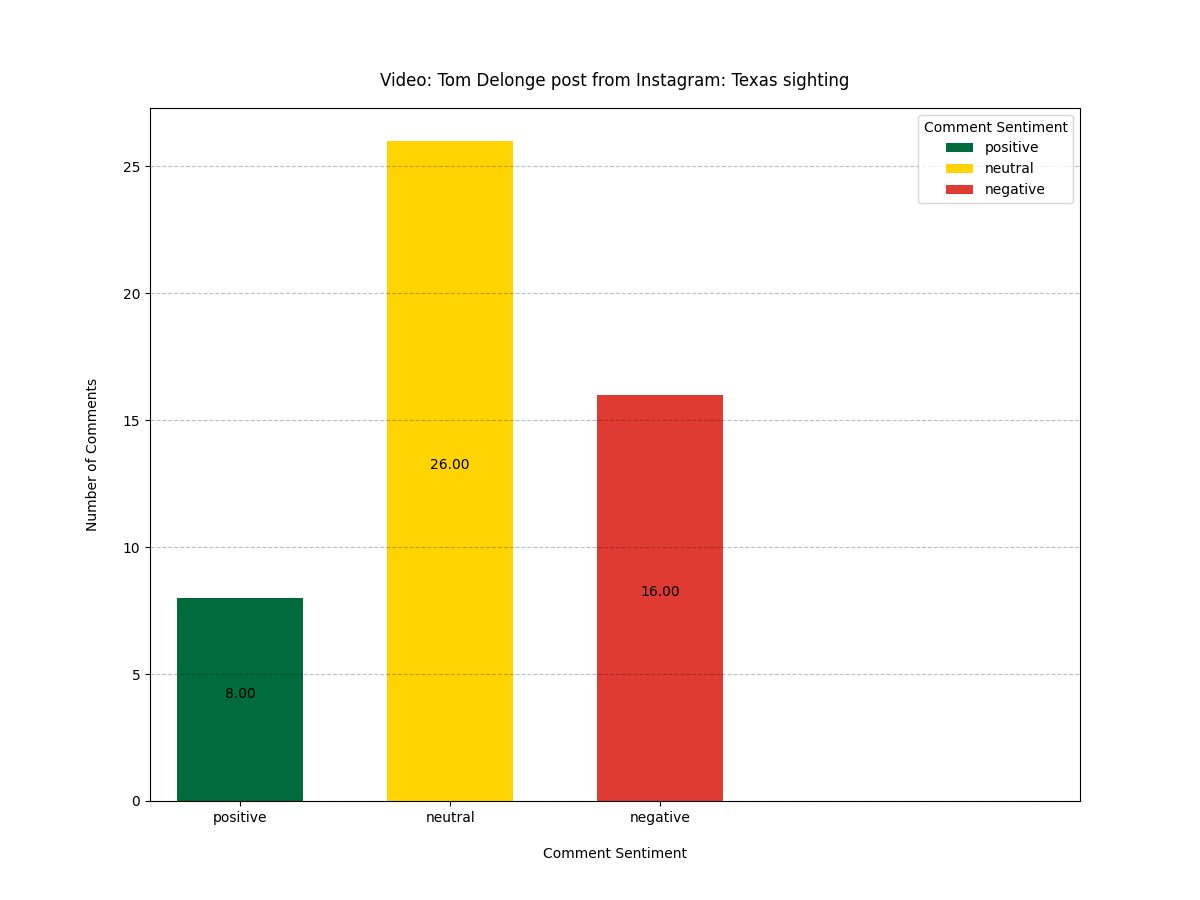 Video: Tom Delonge post from Instagram: Texas sighting
Comment Sentiment
positive
neutral
negative
Number of Comments
25
20
15
10
5
0
8.00
26.00
16.00
positive
neutral
negative
Comment Sentiment